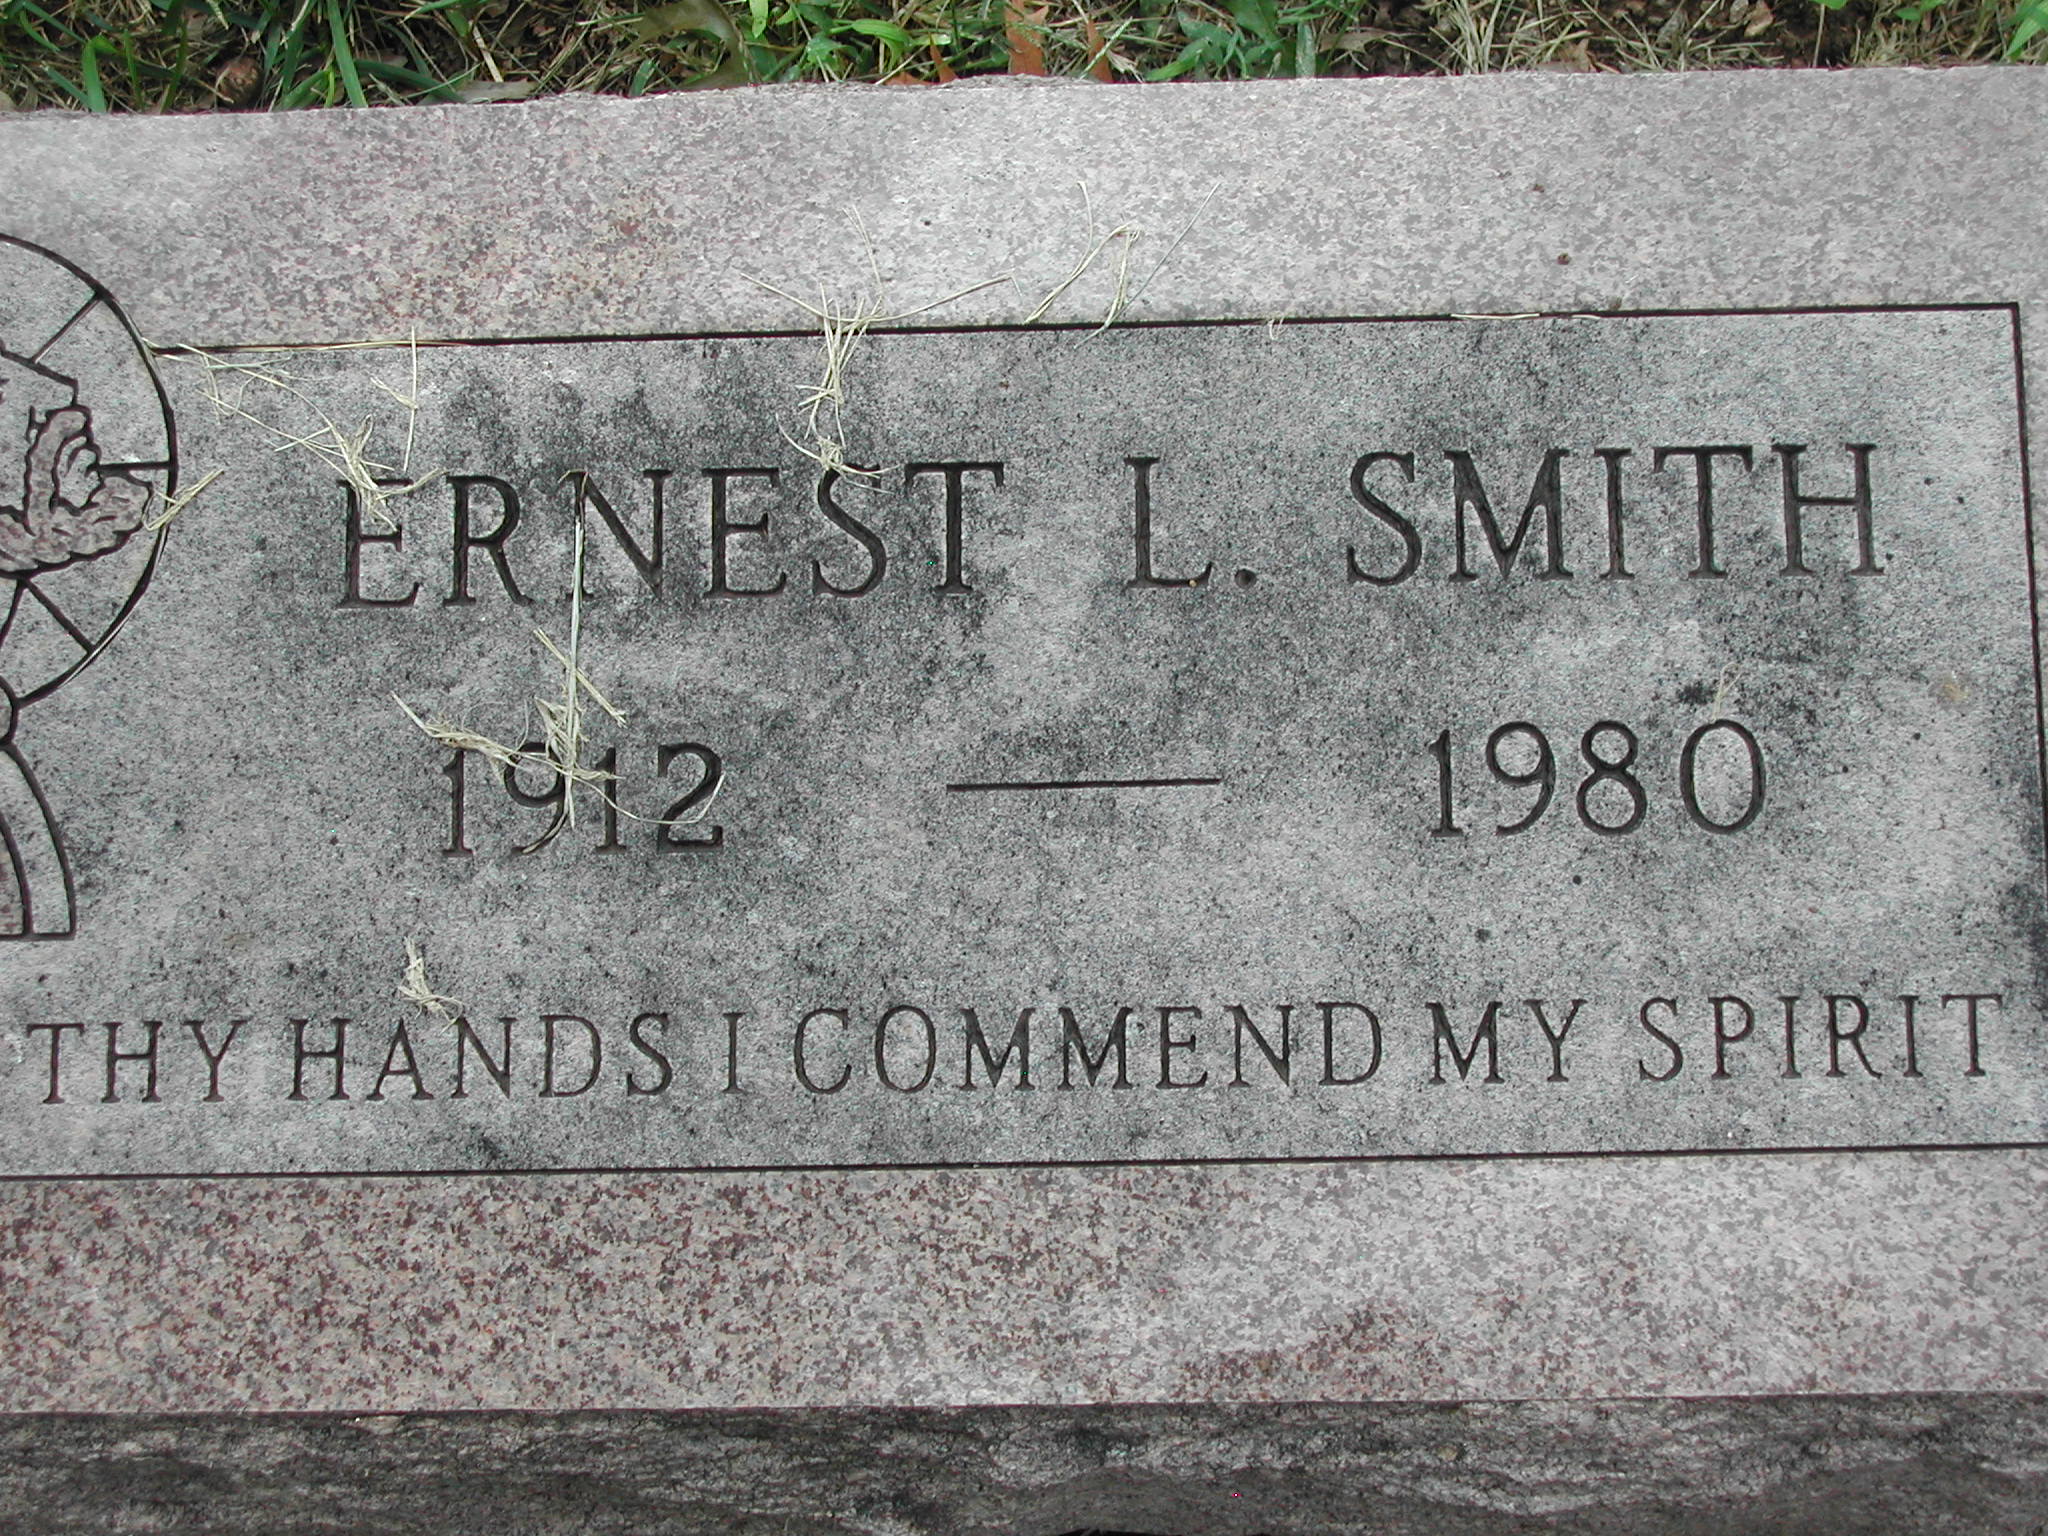 ERNEST L. SMITH
1912 — 1980
THY HANDS I COMMEND MY SPIRIT